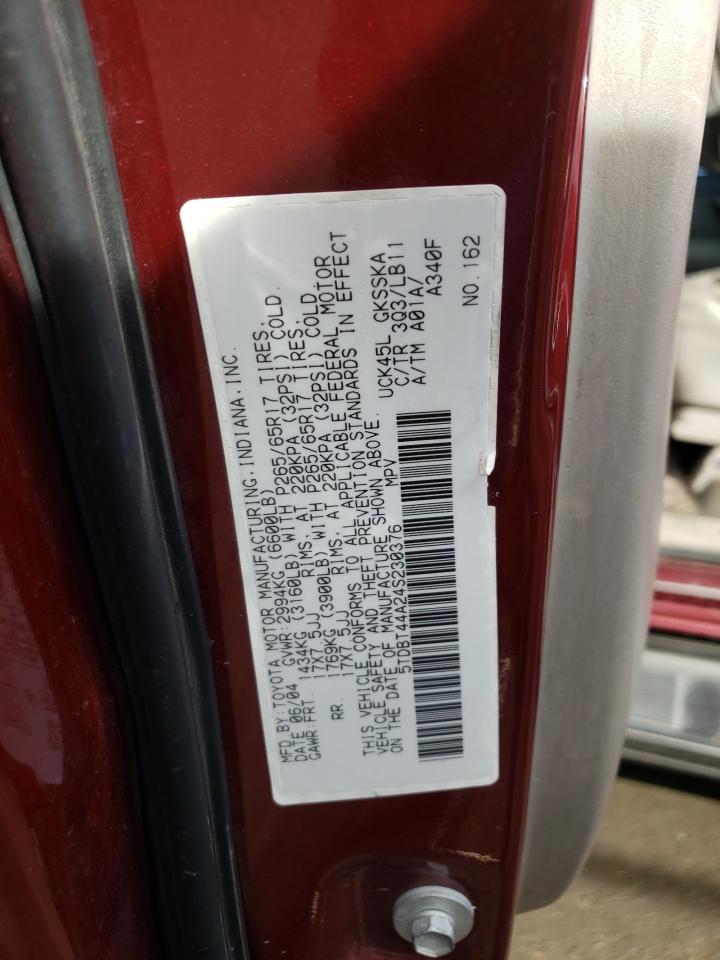 MFD.BY:TOYOTA MOTOR MANUFACTURING,INDIANA,INC.
DATE 06/04 GVWR:2994KG (6600LB)
GAWR:FRT. 1434KG (3160LB) WITH P265/65R17 TIRES,
17X7.5JJ RIMS, AT 220KPA (32PSI) COLD.
RR. 1769KG (3900LB) WITH P265/65R17 TIRES,
17X7.5JJ RIMS, AT 220KPA (32PSI) COLD
THIS VEHICLE CONFORMS TO ALL APPLICABLE FEDERAL MOTOR
VEHICLE SAFETY AND THEFT PREVENTION STANDARDS IN EFFECT
ON THE DATE OF MANUFACTURE SHOWN ABOVE.
5TDBT44A24S230376 MPV
UCK45L GKSSKA
C/TR 3Q3/LB11
A/TM A01A/
A340F
NO.162